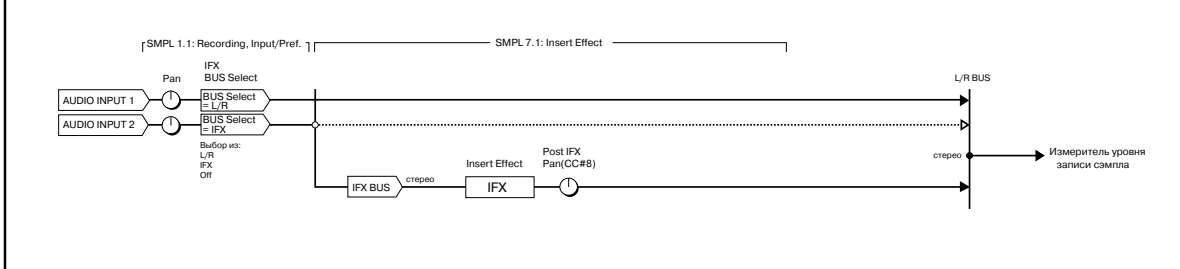 SMPL 1.1: Recording, Input/Pref.
SMPL 7.1: Insert Effect
IFX
Pan
BUS Select
L/R BUS
AUDIO INPUT 1
BUS Select
= L/R
AUDIO INPUT 2
BUS Select
= IFX
Выбор из:
L/R
IFX
Off
Insert Effect
Post IFX
Pan(CC#8)
стерео
Измеритель уровня
записи сэмпла
IFX BUS
стерео
IFX